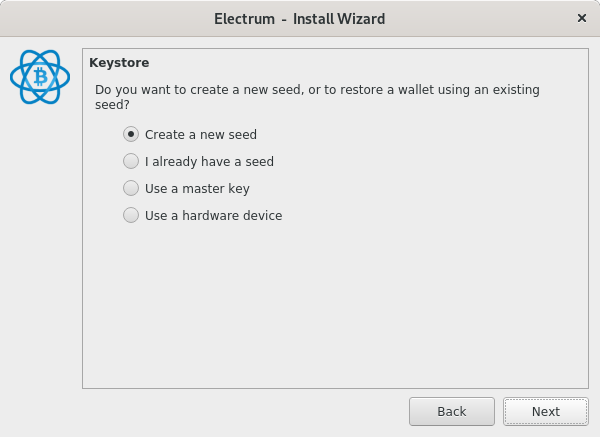 Electrum - Install Wizard
×
Keystore
Do you want to create a new seed, or to restore a wallet using an existing
seed?
Create a new seed
I already have a seed
Use a master key
Use a hardware device
Back
Next